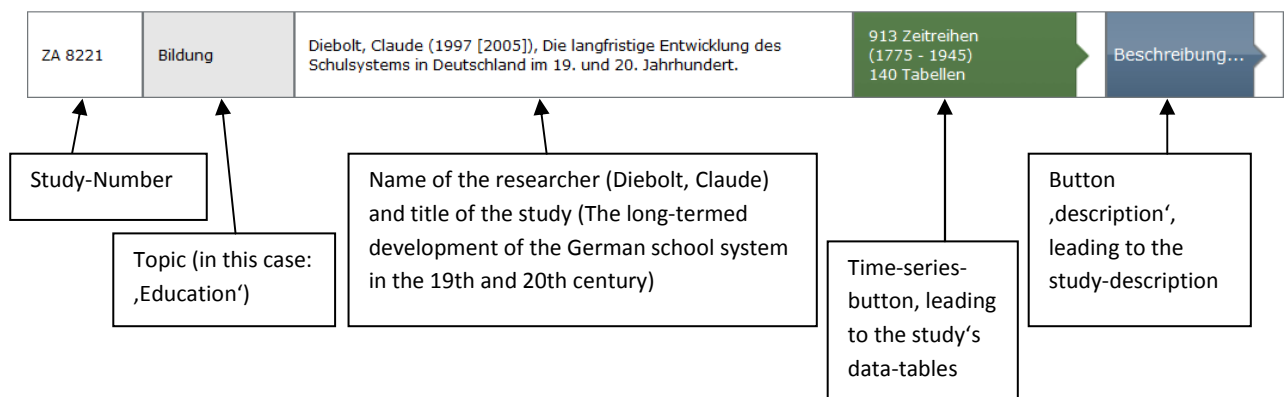 ZA 8221
Bildung
Diebolt, Claude (1997 [2005]), Die langfristige Entwicklung des
Schulsystems in Deutschland im 19. und 20. Jahrhundert.
913 Zeitreihen
(1775 - 1945)
140 Tabellen
Beschreibung...
Study-Number
Topic (in this case:
‚Education‘)
Name of the researcher (Diebolt, Claude)
and title of the study (The long-termed
development of the German school system
in the 19th and 20th century)
Time-series-
button, leading
to the study‘s
data-tables
Button
‚description‘,
leading to the
study-description